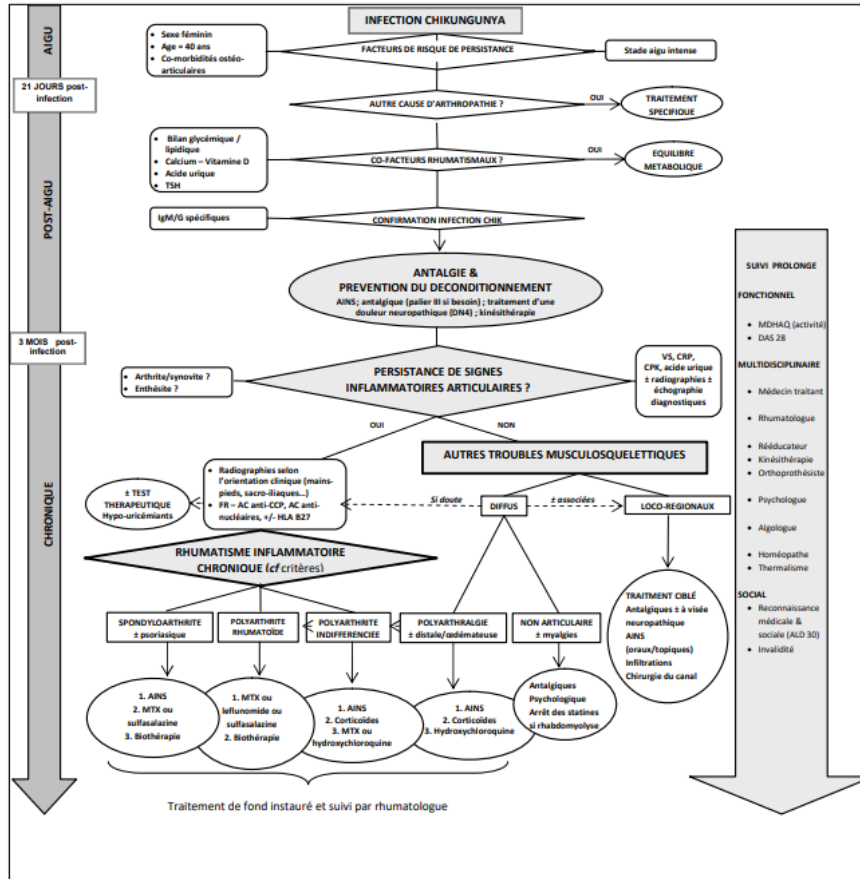 INFECTION CHIKUNGUNYA
AIGU
• Sexe féminin
• Age = 40 ans
• Co-morbidités ostéo-
articulaires
FACTEURS DE RISQUE DE PERSISTANCE
Stade aigu intense
21 JOURS post-
infection
AUTRE CAUSE D'ARTHROPATHIE ?
OUI
TRAITEMENT
SPECIFIQUE
POST-AIGU
• Bilan glycémique /
lipidique
• Calcium – Vitamine D
• Acide urique
• TSH
CO-FACTEURS RHUMATISMAUX ?
OUI
EQUILIBRE
METABOLIQUE
IgM/G spécifiques
CONFIRMATION INFECTION CHIK
ANTALGIE &
PREVENTION DU DECONDITIONNEMENT
AINS; antalgique (palier III si besoin) ; traitement d'une
douleur neuropathique (DN4) ; kinésithérapie
3 MOIS post-
infection
• Arthrite/synovite ?
• Enthésite ?
PERSISTANCE DE SIGNES
INFLAMMATOIRES ARTICULAIRES ?
VS, CRP,
CPK, acide urique
± radiographies ±
échographie
diagnostiques
OUI
NON
CHRONIQUE
AUTRES TROUBLES MUSCULOSQUELETTIQUES
± TEST
THERAPEUTIQUE
Hypo-uricémiants
• Radiographies selon
l'orientation clinique (mains-
pieds, sacro-iliaques…)
• FR – AC anti-CCP, AC anti-
nucléaires, +/- HLA B27
Si doute
DIFFUS
± associées
LOCO-REGIONAUX
RHUMATISME INFLAMMATOIRE
CHRONIQUE (cf critères)
SPONDYLOARTHRITE
± psoriasique
POLYARTHRITE
RHUMATOÏDE
POLYARTHRITE
INDIFFERENCIEE
POLYARTHRALGIE
± distale/œdémateuse
NON ARTICULAIRE
± myalgies
TRAITEMENT CIBLÉ
Antalgiques ± à visée
neuropathique
AINS
(oraux/topiques)
Infiltrations
Chirurgie du canal
1. AINS
2. MTX ou
sulfasalazine
3. Biothérapie
1. MTX ou
leflunomide ou
sulfasalazine
2. Biothérapie
1. AINS
2. Corticoïdes
3. MTX ou
hydroxychloroquine
1. AINS
2. Corticoïdes
3. Hydroxychloroquine
Antalgiques
Psychologique
Arrêt des statines
si rhabdomyolyse
Traitement de fond instauré et suivi par rhumatologue
SUIVI PROLONGE
FONCTIONNEL
• MDHAQ (activité)
• DAS 28
MULTIDISCIPLINAIRE
• Médecin traitant
• Rhumatologue
• Rééducateur
• Kinésithérapie
• Orthoprothésiste
• Psychologue
• Algologue
• Homéopathe
• Thermalisme
SOCIAL
• Reconnaissance
médicale &
sociale (ALD 30)
• Invalidité